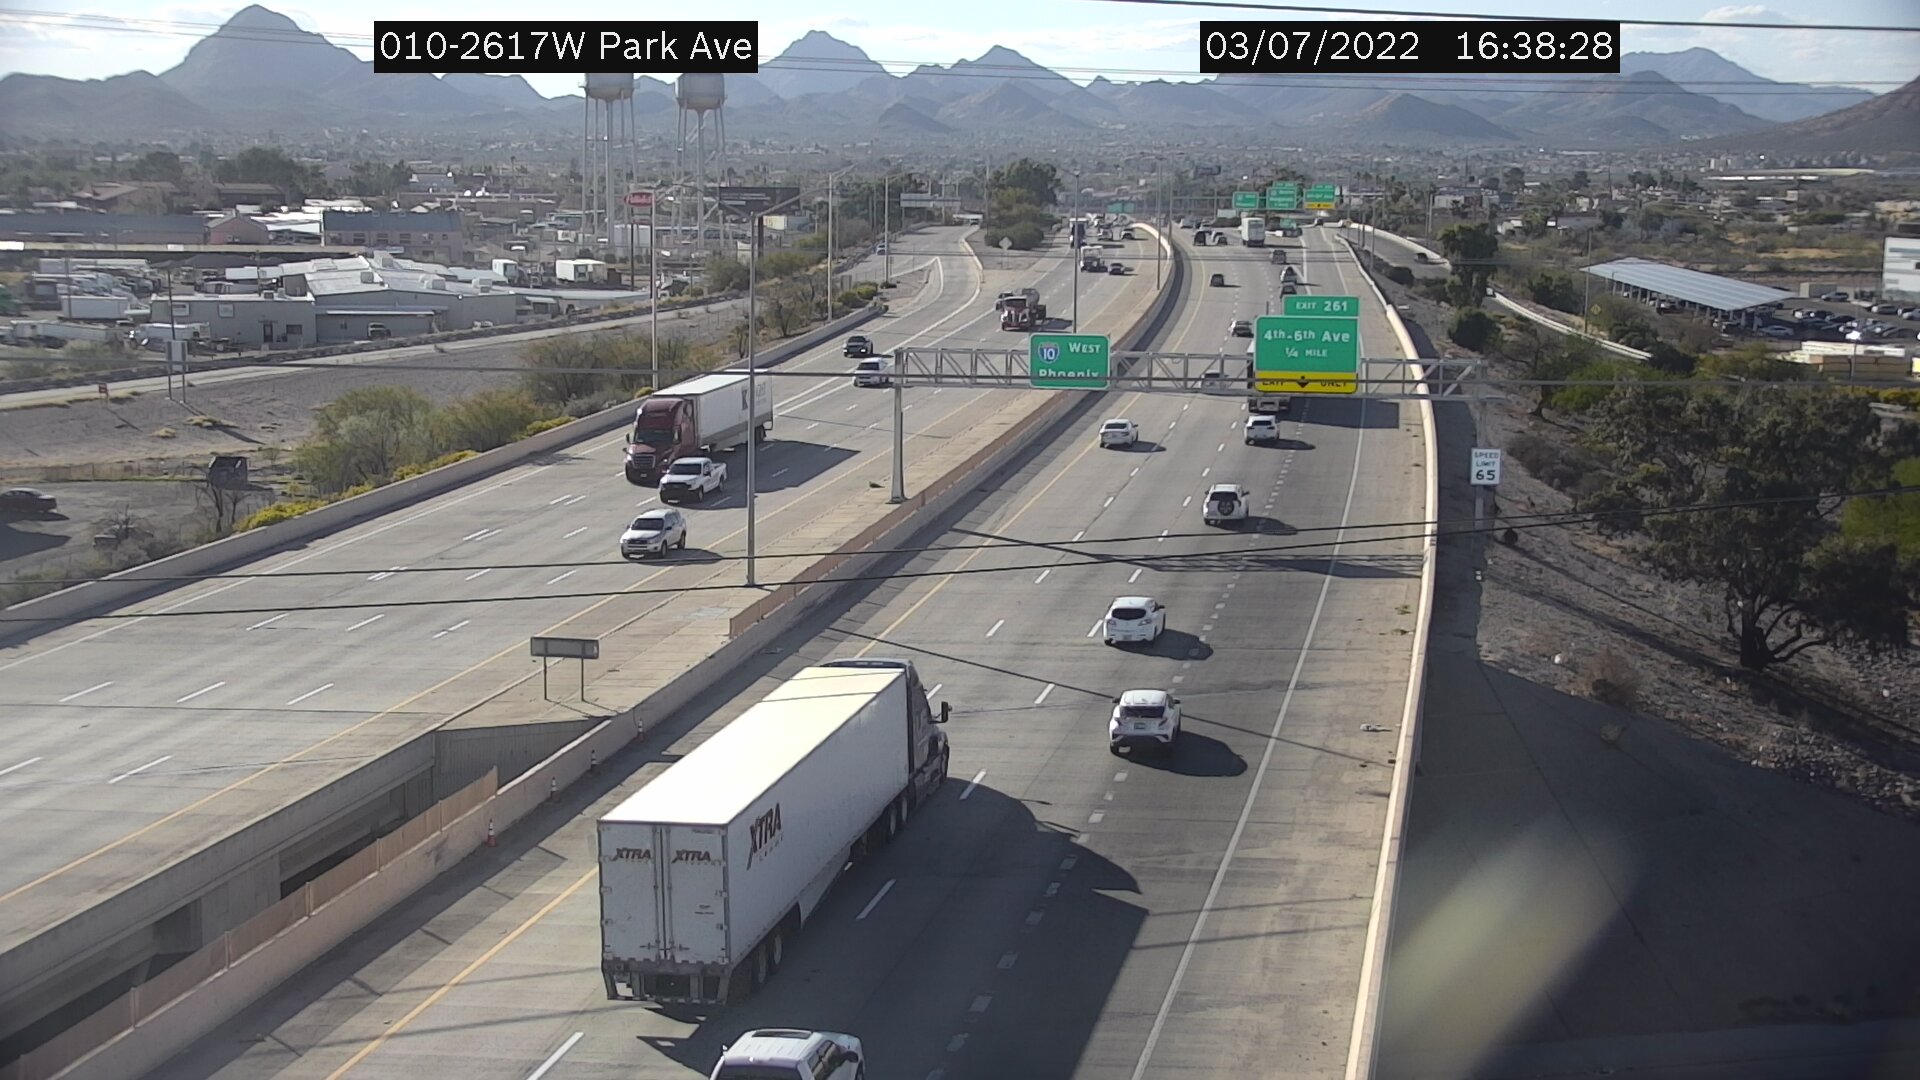 010-2617W Park Ave
03/07/2022 16:38:28
EXIT 261
4th-6th Ave
1/4 MILE
EXIT ONLY
10 WEST
Phoenix
SPEED
LIMIT
65
XTRA
XTRA XTRA